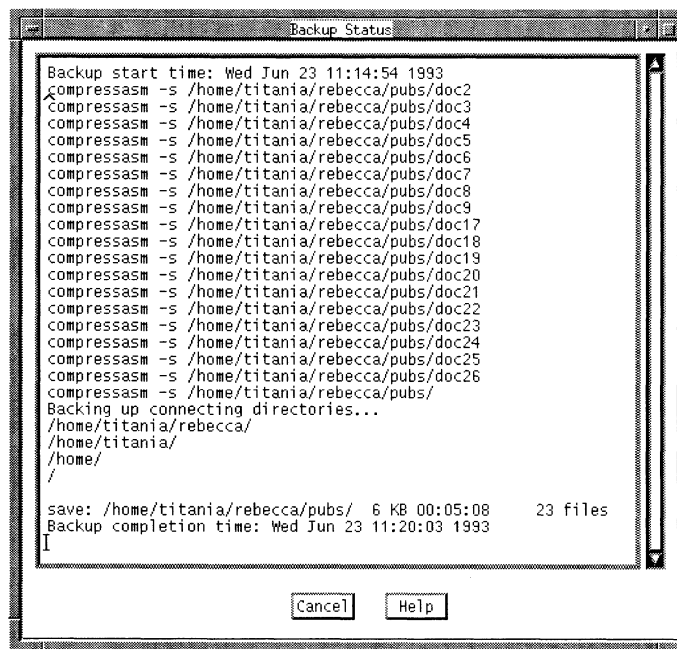 Backup Status
Backup start time: Wed Jun 23 11:14:54 1993
compressasm -s /home/titania/rebecca/pubs/doc2
compressasm -s /home/titania/rebecca/pubs/doc3
compressasm -s /home/titania/rebecca/pubs/doc4
compressasm -s /home/titania/rebecca/pubs/doc5
compressasm -s /home/titania/rebecca/pubs/doc6
compressasm -s /home/titania/rebecca/pubs/doc7
compressasm -s /home/titania/rebecca/pubs/doc8
compressasm -s /home/titania/rebecca/pubs/doc9
compressasm -s /home/titania/rebecca/pubs/doc17
compressasm -s /home/titania/rebecca/pubs/doc18
compressasm -s /home/titania/rebecca/pubs/doc19
compressasm -s /home/titania/rebecca/pubs/doc20
compressasm -s /home/titania/rebecca/pubs/doc21
compressasm -s /home/titania/rebecca/pubs/doc22
compressasm -s /home/titania/rebecca/pubs/doc23
compressasm -s /home/titania/rebecca/pubs/doc24
compressasm -s /home/titania/rebecca/pubs/doc25
compressasm -s /home/titania/rebecca/pubs/doc26
compressasm -s /home/titania/rebecca/pubs/
Backing up connecting directories...
/home/titania/rebecca/
/home/titania/
/home/
/
save: /home/titania/rebecca/pubs/  6 KB 00:05:08     23 files
Backup completion time: Wed Jun 23 11:20:03 1993
Cancel Help